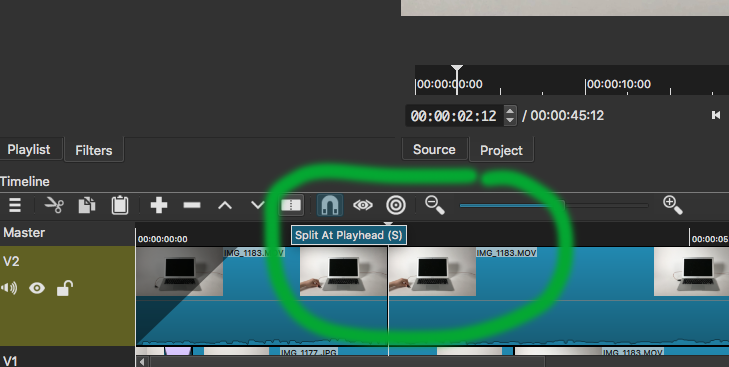 00:00:00:00
00:00:10:00
00:00:02:12 / 00:00:45:12
Playlist Filters
Source Project
Timeline
Master
Split At Playhead (S)
00:00:00:00
00:00:05
V2
IMG_1183.MOV
IMG_1183.MOV
V1
IMG_1177.JPG
IMG_1183.MOV